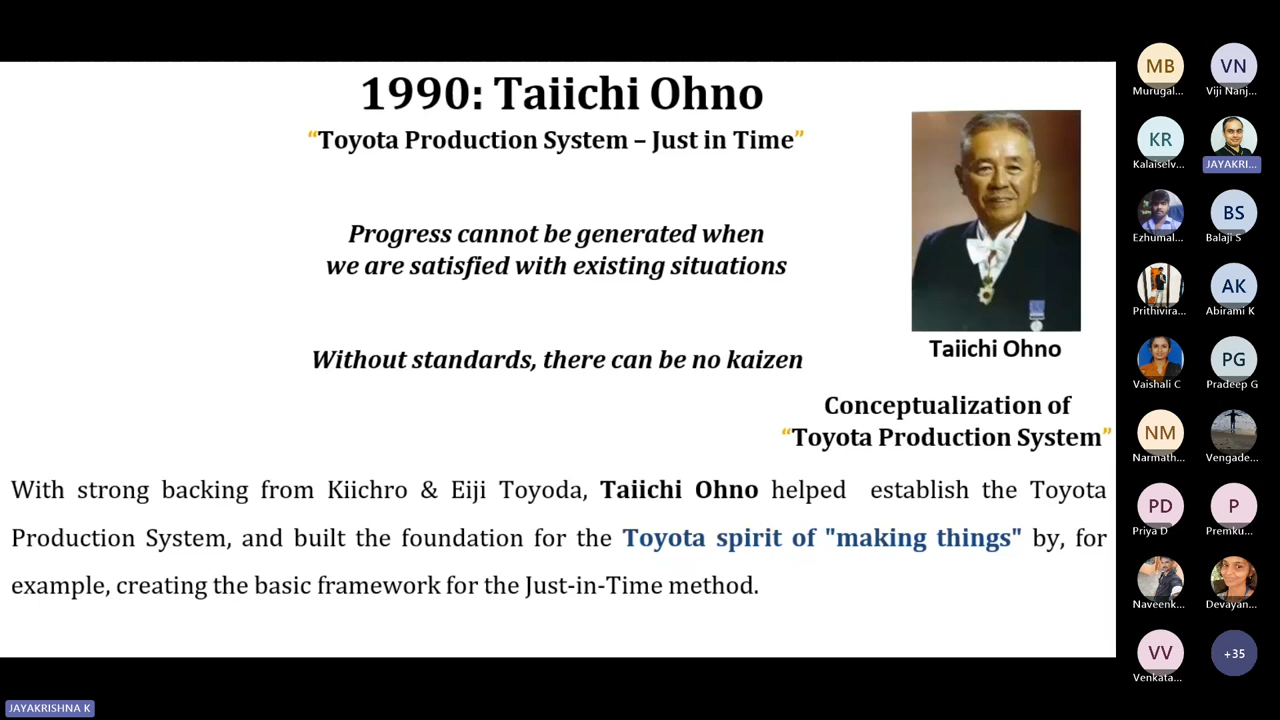 1990: Taiichi Ohno
“Toyota Production System – Just in Time”
Progress cannot be generated when
we are satisfied with existing situations
Without standards, there can be no kaizen
Taiichi Ohno
Conceptualization of
“Toyota Production System”
With strong backing from Kiichro & Eiji Toyoda, Taiichi Ohno helped establish the Toyota
Production System, and built the foundation for the Toyota spirit of "making things" by, for
example, creating the basic framework for the Just-in-Time method.
MB
VN
Murugal...
Viji Nanj...
KR
Kalaiselv...
JAYAKRI...
BS
Ezhumal...
Balaji S
AK
Prithivira...
Abirami K
PG
Vaishali C
Pradeep G
NM
Narmath...
Vengade...
PD
P
Priya D
Premku...
Naveenk...
Devayan...
VV
+35
Venkata...
JAYAKRISHNA K